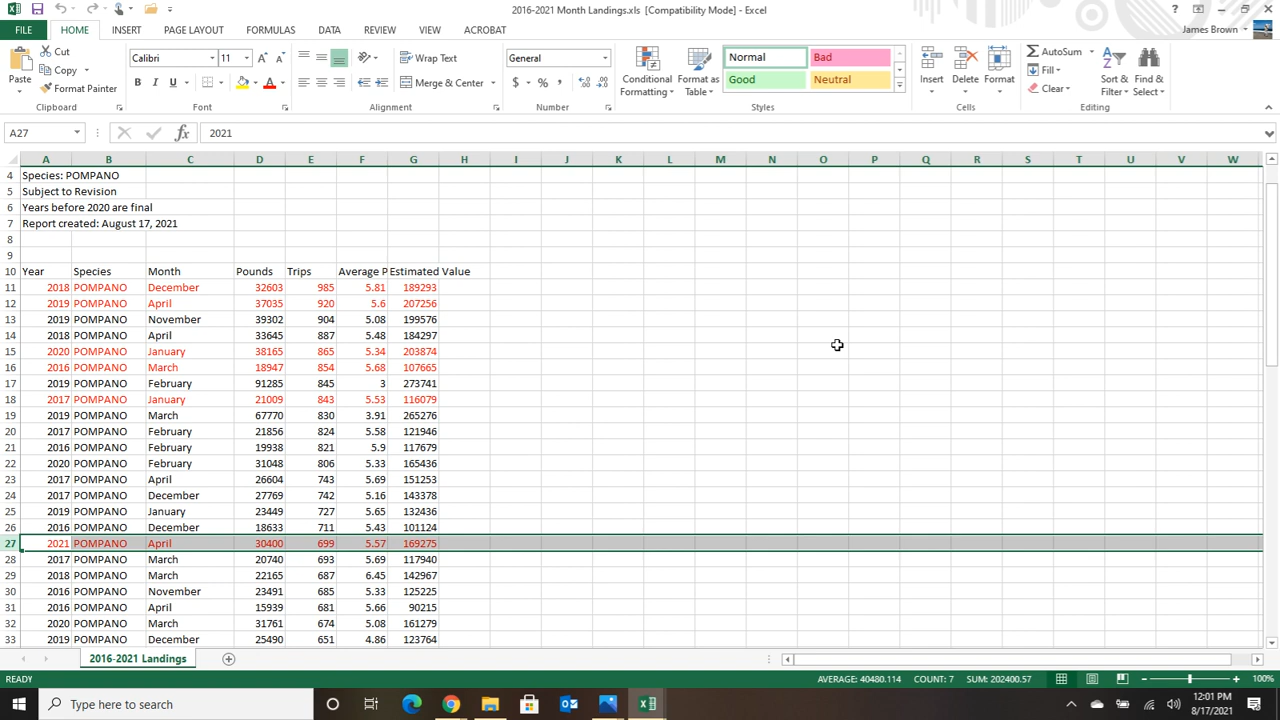 2016-2021 Month Landings.xls [Compatibility Mode] - Excel
FILE HOME INSERT PAGE LAYOUT FORMULAS DATA REVIEW VIEW ACROBAT James Brown
Paste Cut Copy Format Painter Clipboard
Calibri 11 B I U A A Font
Wrap Text Merge & Center Alignment
General $ % , Number
Conditional Formatting Format as Table Normal Bad Good Neutral Styles
Insert Delete Format Cells
AutoSum Fill Clear Sort & Filter Find & Select Editing
A27 fx 2021
A B C D E F G H I J K L M N O P Q R S T U V W
4 Species: POMPANO
5 Subject to Revision
6 Years before 2020 are final
7 Report created: August 17, 2021
8
9
10 Year Species Month Pounds Trips Average P Estimated Value
11 2018 POMPANO December 32603 985 5.81 189293
12 2019 POMPANO April 37035 920 5.6 207256
13 2019 POMPANO November 39302 904 5.08 199576
14 2018 POMPANO April 33645 887 5.48 184297
15 2020 POMPANO January 38165 865 5.34 203874
16 2016 POMPANO March 18947 854 5.68 107665
17 2019 POMPANO February 91285 845 3 273741
18 2017 POMPANO January 21009 843 5.53 116079
19 2019 POMPANO March 67770 830 3.91 265276
20 2017 POMPANO February 21856 824 5.58 121946
21 2016 POMPANO February 19938 821 5.9 117679
22 2020 POMPANO February 31048 806 5.33 165436
23 2017 POMPANO April 26604 743 5.69 151253
24 2017 POMPANO December 27769 742 5.16 143378
25 2019 POMPANO January 23449 727 5.65 132436
26 2016 POMPANO December 18633 711 5.43 101124
27 2021 POMPANO April 30400 699 5.57 169275
28 2017 POMPANO March 20740 693 5.69 117940
29 2018 POMPANO March 22165 687 6.45 142967
30 2016 POMPANO November 23491 685 5.33 125225
31 2016 POMPANO April 15939 681 5.66 90215
32 2020 POMPANO March 31761 674 5.08 161279
33 2019 POMPANO December 25490 651 4.86 123764
2016-2021 Landings
READY AVERAGE: 40480.114 COUNT: 7 SUM: 202400.57 100%
Type here to search 12:01 PM
8/17/2021